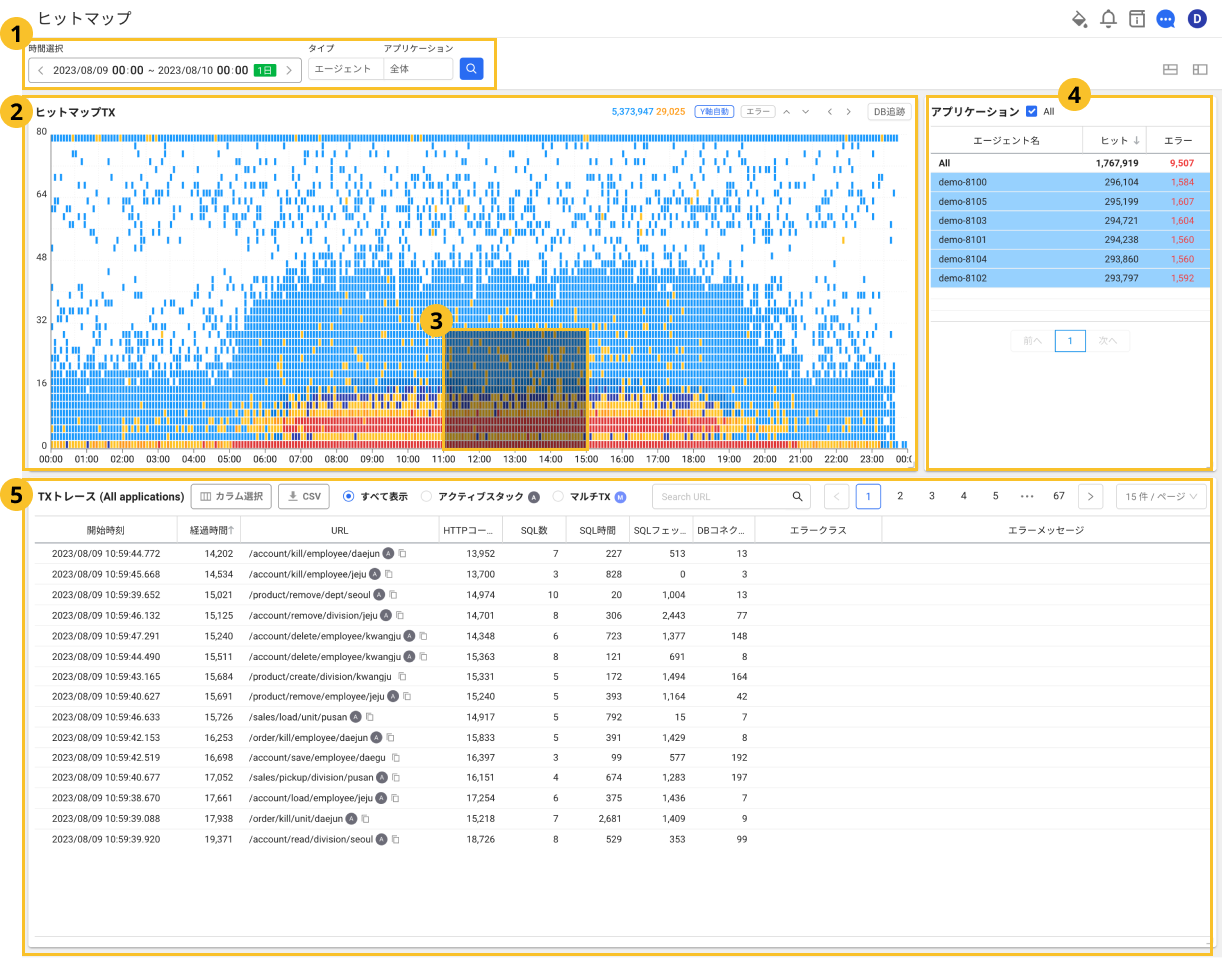 ヒットマップ
D
1
時間選択
タイプ
アプリケーション
2023/08/09 00:00 ~ 2023/08/10 00:00 1日
エージェント
全体
2
ヒットマップTX
5,373,947 29,025
Y軸自動
エラー
DB追跡
80
64
48
32
16
0
3
00:00 01:00 02:00 03:00 04:00 05:00 06:00 07:00 08:00 09:00 10:00 11:00 12:00 13:00 14:00 15:00 16:00 17:00 18:00 19:00 20:00 21:00 22:00 23:00 00:(
4
アプリケーション All
エージェント名 ヒット エラー
All 1,767,919 9,507
demo-8100 296,104 1,584
demo-8105 295,199 1,607
demo-8103 294,721 1,604
demo-8101 294,238 1,560
demo-8104 293,860 1,560
demo-8102 293,797 1,592
前へ 1 次へ
5
TXトレース (All applications) カラム選択 CSV すべて表示 アクティブスタック A マルチTX M Search URL 1 2 3 4 5 ••• 67 15 件 / ページ
開始時刻 経過時間 URL HTTPコー... SQL数 SQL時間 SQLフェッ... DBコネク... エラークラス エラーメッセージ
2023/08/09 10:59:44.772 14,202 /account/kill/employee/daejun A 13,952 7 227 513 13
2023/08/09 10:59:45.668 14,534 /account/kill/employee/jeju A 13,700 3 828 0 3
2023/08/09 10:59:39.652 15,021 /product/remove/dept/seoul A 14,974 10 20 1,004 13
2023/08/09 10:59:46.132 15,125 /account/remove/division/jeju A 14,701 8 306 2,443 77
2023/08/09 10:59:47.291 15,240 /account/delete/employee/kwangju A 14,348 6 723 1,377 148
2023/08/09 10:59:44.490 15,511 /account/delete/employee/kwangju A 15,363 8 121 691 8
2023/08/09 10:59:43.165 15,684 /product/create/division/kwangju 15,331 5 172 1,494 164
2023/08/09 10:59:40.627 15,691 /product/remove/employee/jeju A 15,240 5 393 1,164 42
2023/08/09 10:59:46.633 15,726 /sales/load/unit/pusan A 14,917 5 792 15 7
2023/08/09 10:59:42.153 16,253 /order/kill/employee/daejun A 15,833 5 391 1,429 8
2023/08/09 10:59:42.519 16,698 /account/save/employee/daegu 16,397 3 99 577 192
2023/08/09 10:59:40.677 17,052 /sales/pickup/division/pusan A 16,151 4 674 1,283 197
2023/08/09 10:59:38.670 17,661 /account/load/employee/jeju A 17,254 6 375 1,436 7
2023/08/09 10:59:39.088 17,938 /order/kill/unit/daejun A 15,218 7 2,681 1,409 9
2023/08/09 10:59:39.920 19,371 /account/read/division/seoul A 18,726 8 529 353 99